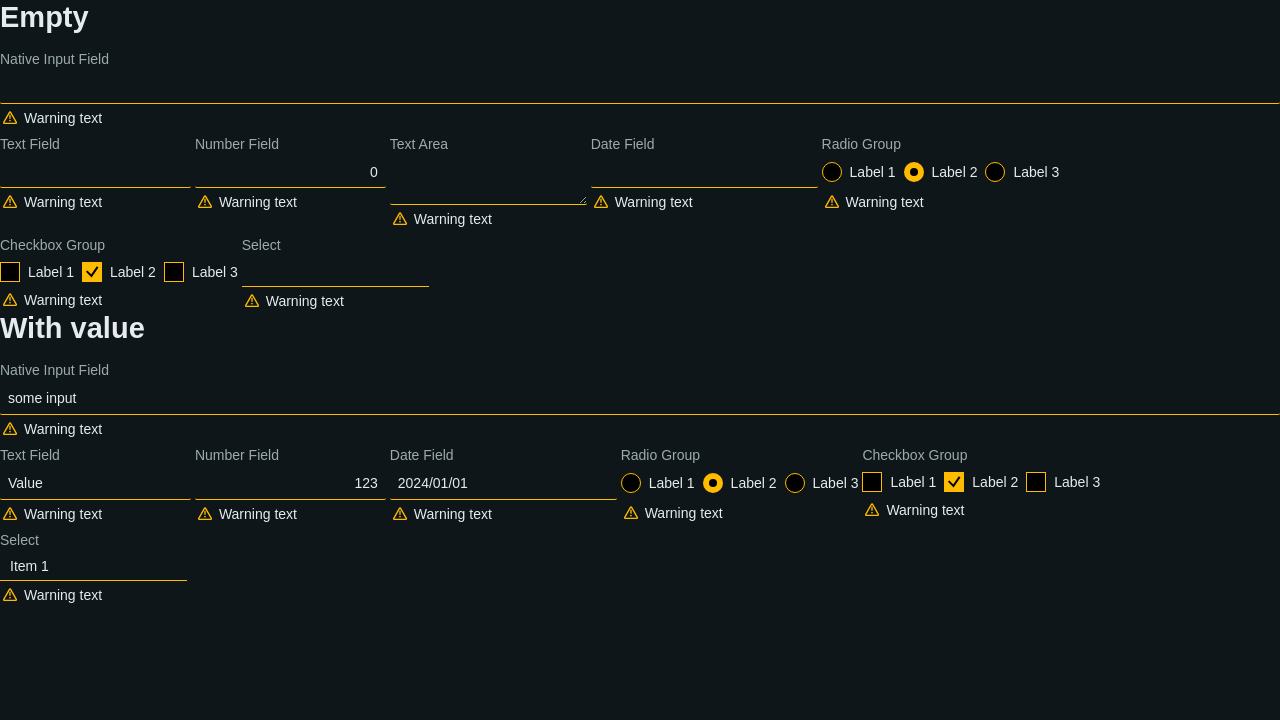 Empty
Native Input Field
Warning text
Text Field Number Field Text Area Date Field Radio Group
0 Label 1 Label 2 Label 3
Warning text Warning text Warning text Warning text
Warning text
Checkbox Group Select
Label 1 Label 2 Label 3
Warning text Warning text
With value
Native Input Field
some input
Warning text
Text Field Number Field Date Field Radio Group Checkbox Group
Value 123 2024/01/01 Label 1 Label 2 Label 3 Label 1 Label 2 Label 3
Warning text Warning text Warning text Warning text Warning text
Select
Item 1
Warning text